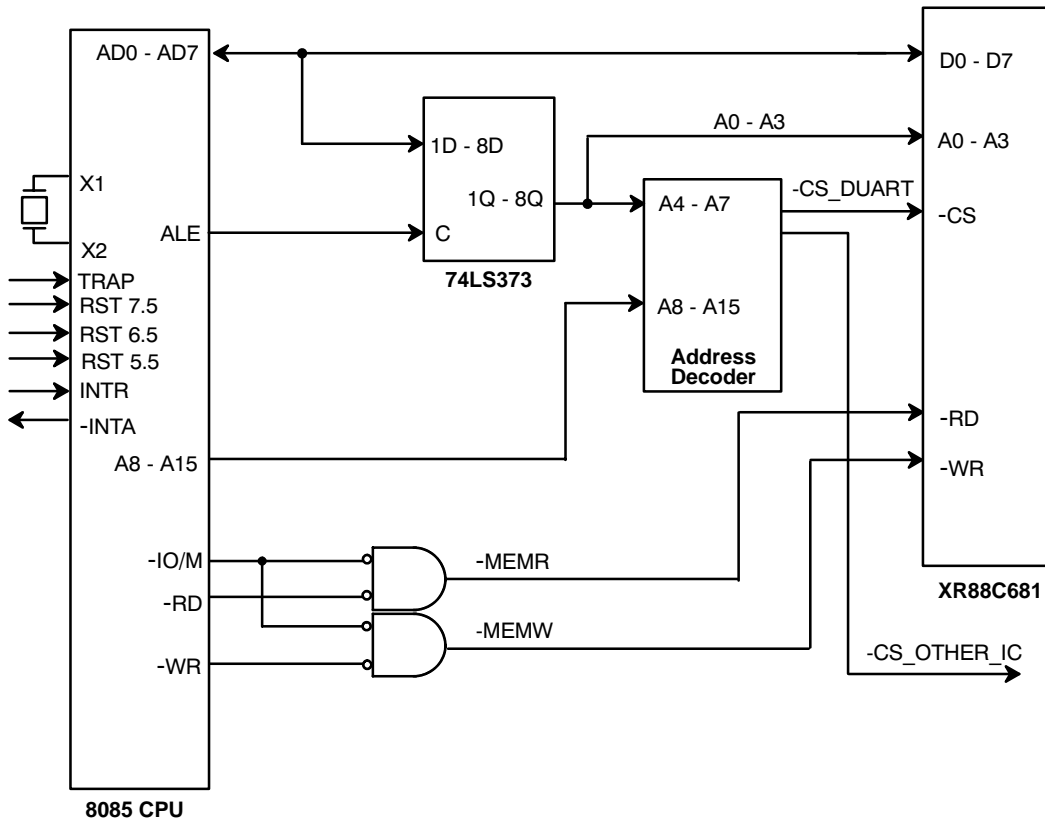 AD0 - AD7
X1
X2
ALE
TRAP
RST 7.5
RST 6.5
RST 5.5
INTR
-INTA
A8 - A15
-IO/M
-RD
-WR
8085 CPU
1D - 8D
1Q - 8Q
C
74LS373
A4 - A7
A8 - A15
Address
Decoder
A0 - A3
-CS_DUART
-MEMR
-MEMW
D0 - D7
A0 - A3
-CS
-RD
-WR
XR88C681
-CS_OTHER_IC